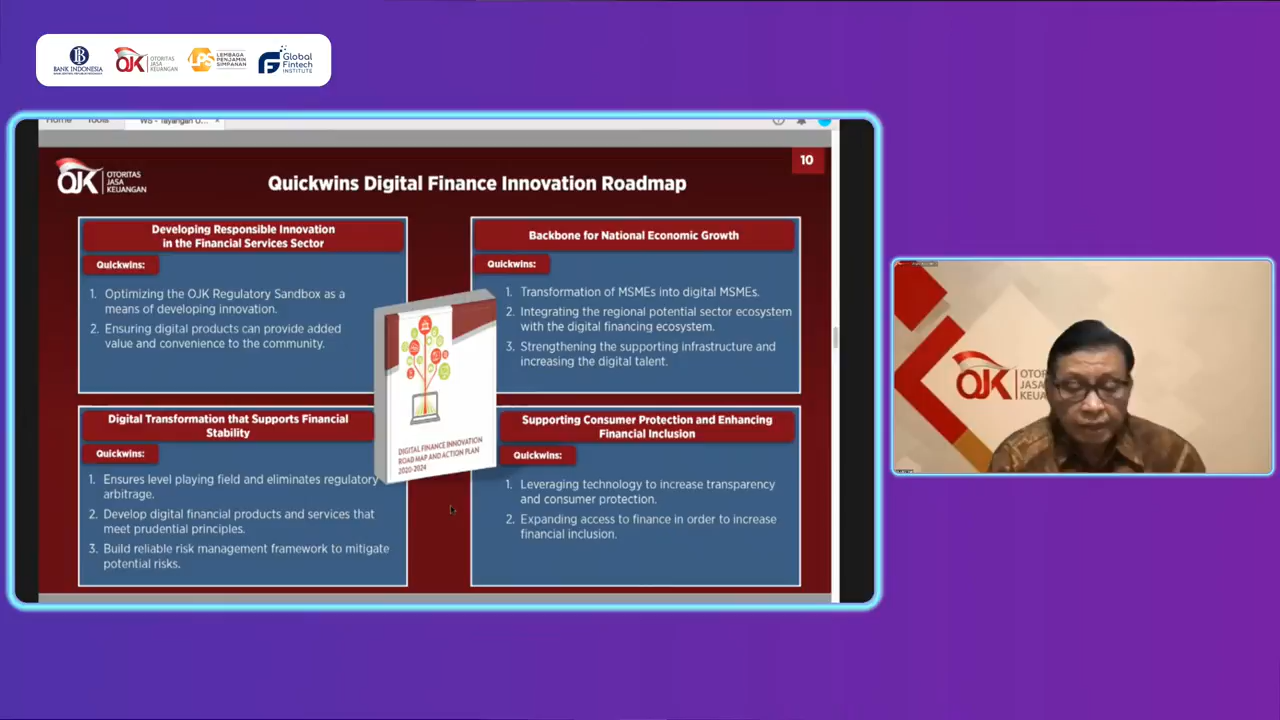 BANK INDONESIA
OJK
OTORITAS
JASA
KEUANGAN
LPS
LEMBAGA
PENJAMIN
SIMPANAN
Global
Fintech
INSTITUTE
Home
Tools
WS - Tayangan O...
×
10
OJK
OTORITAS
JASA
KEUANGAN
Quickwins Digital Finance Innovation Roadmap
Developing Responsible Innovation
in the Financial Services Sector
Quickwins:
1. Optimizing the OJK Regulatory Sandbox as a
means of developing innovation.
2. Ensuring digital products can provide added
value and convenience to the community.
Backbone for National Economic Growth
Quickwins:
1. Transformation of MSMEs into digital MSMEs.
2. Integrating the regional potential sector ecosystem
with the digital financing ecosystem.
3. Strengthening the supporting infrastructure and
increasing the digital talent.
DIGITAL FINANCE INNOVATION
ROAD MAP AND ACTION PLAN
2020-2024
Digital Transformation that Supports Financial
Stability
Quickwins:
1. Ensures level playing field and eliminates regulatory
arbitrage.
2. Develop digital financial products and services that
meet prudential principles.
3. Build reliable risk management framework to mitigate
potential risks.
Supporting Consumer Protection and Enhancing
Financial Inclusion
Quickwins:
1. Leveraging technology to increase transparency
and consumer protection.
2. Expanding access to finance in order to increase
financial inclusion.
OJK